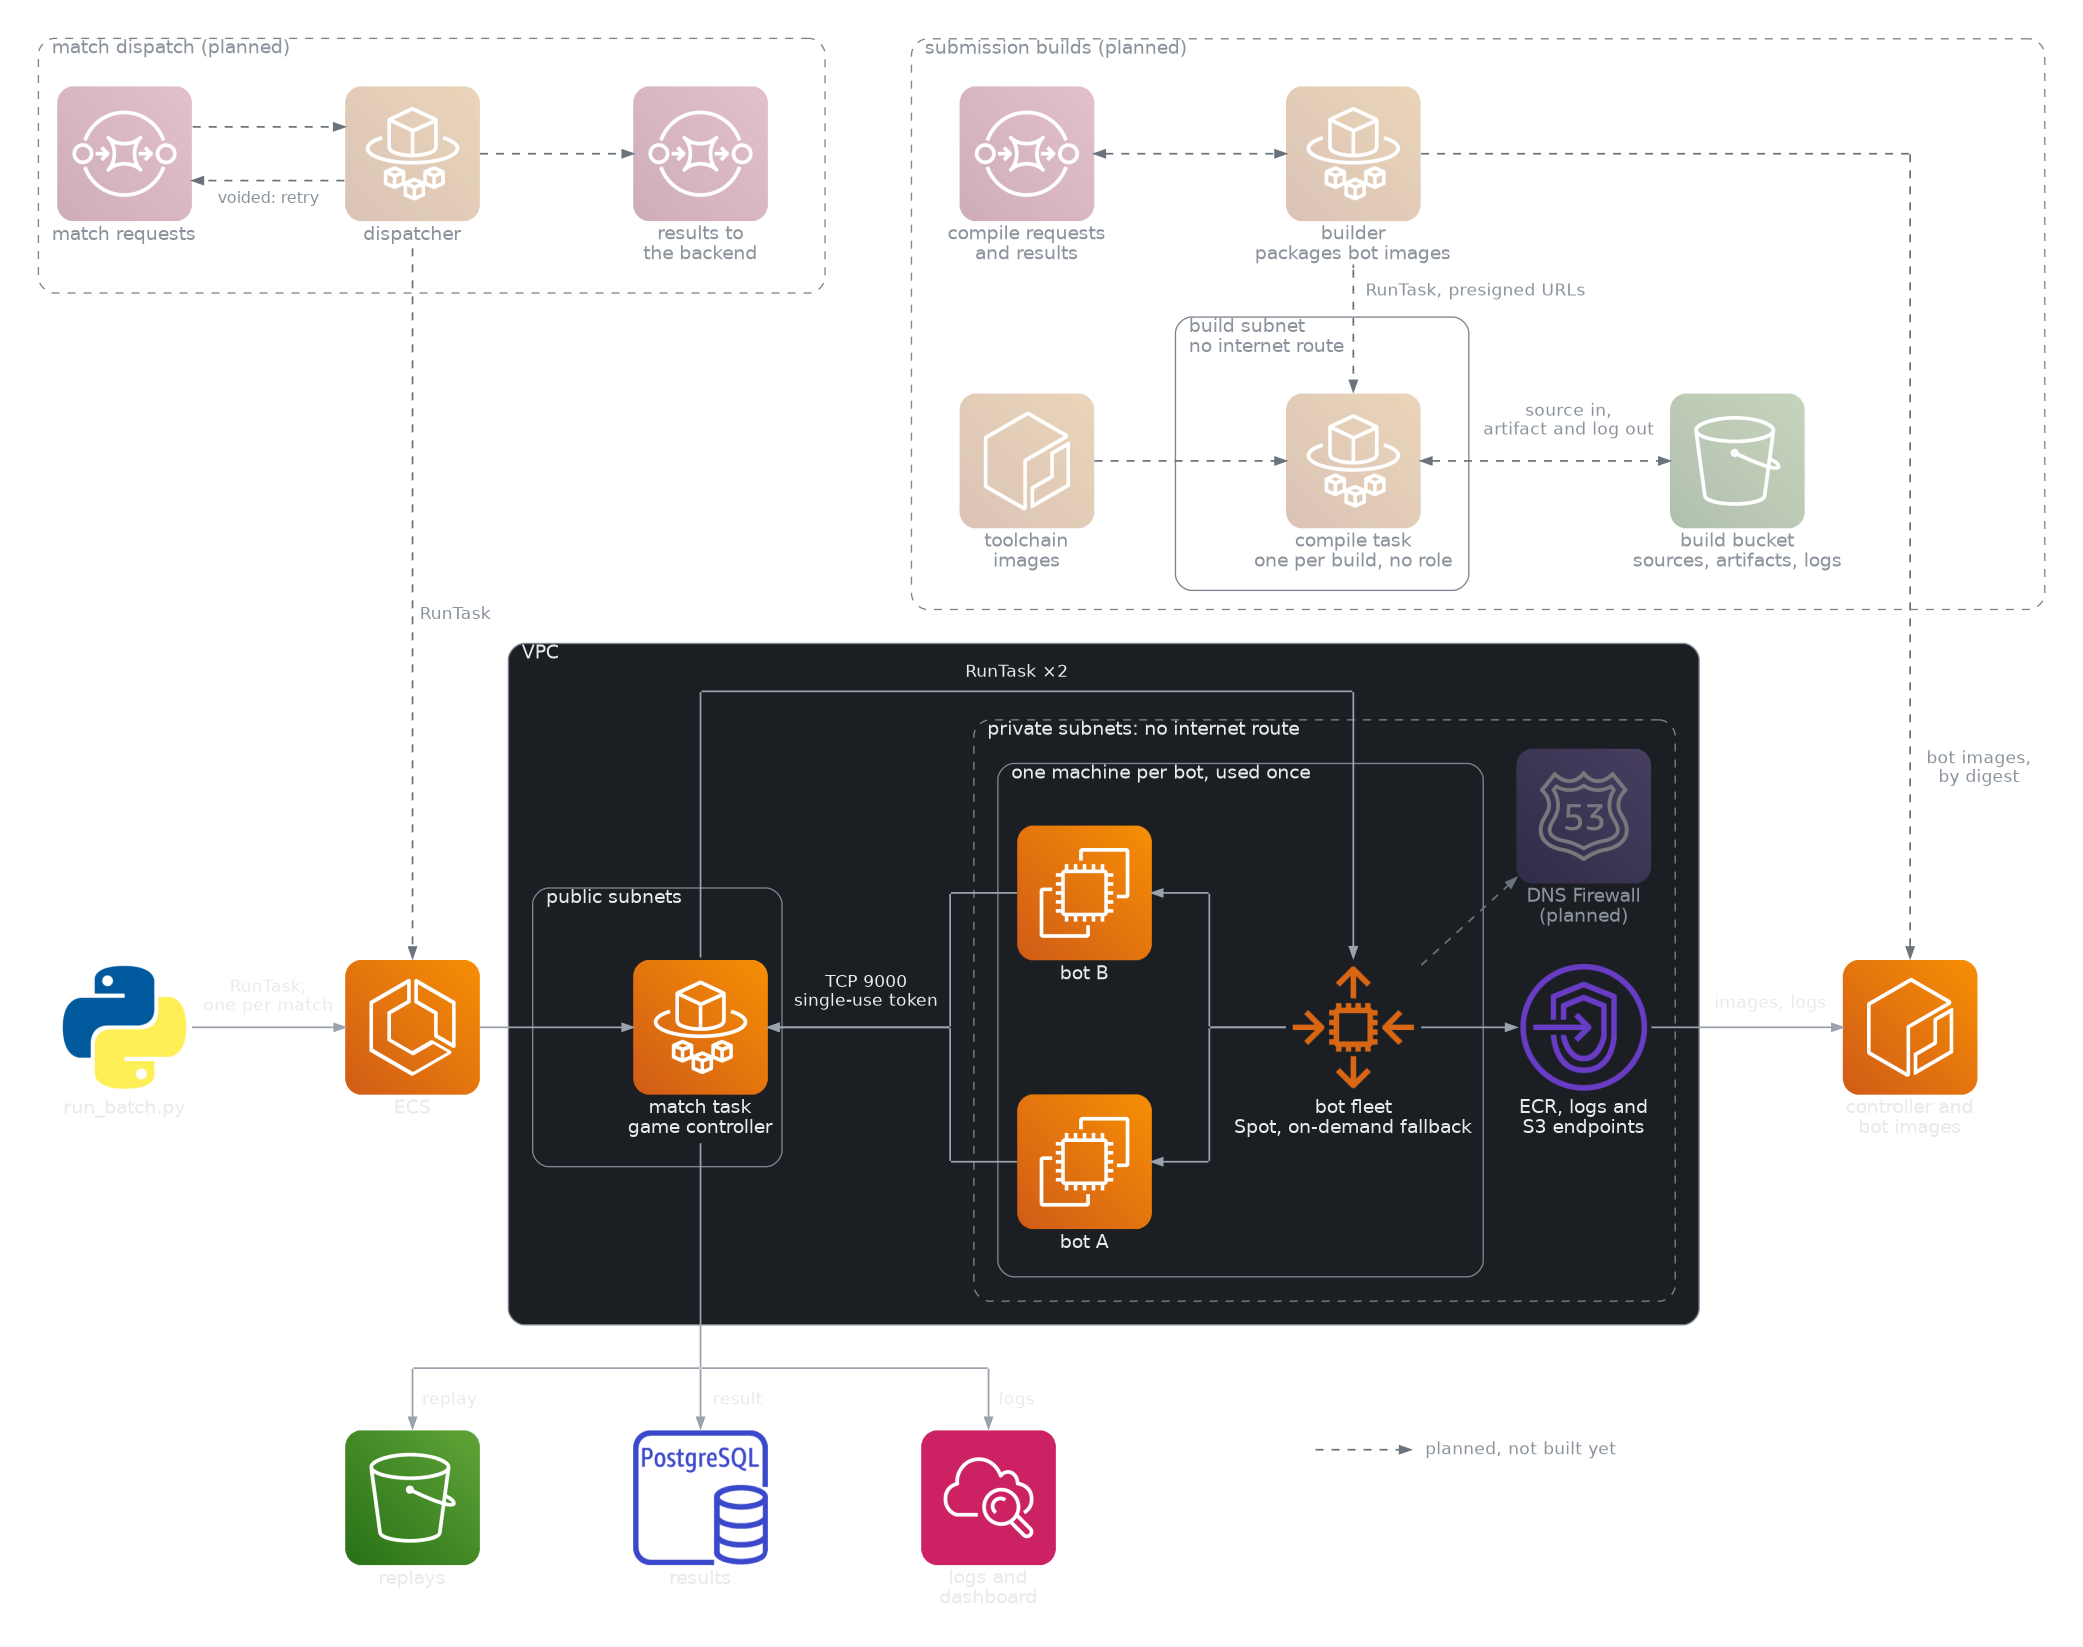 match dispatch (planned)
match requests
voided: retry
dispatcher
results to
the backend
submission builds (planned)
compile requests
and results
builder
packages bot images
RunTask, presigned URLs
build subnet
no internet route
toolchain
images
compile task
one per build, no role
source in,
artifact and log out
build bucket
sources, artifacts, logs
RunTask
bot images,
by digest
VPC
RunTask ×2
private subnets: no internet route
one machine per bot, used once
53
DNS Firewall
(planned)
public subnets
bot B
TCP 9000
single-use token
run_batch.py
RunTask,
one per match
ECS
match task
game controller
bot fleet
Spot, on-demand fallback
ECR, logs and
S3 endpoints
images, logs
controller and
bot images
bot A
replay
result
logs
PostgreSQL
replays
results
logs and
dashboard
planned, not built yet